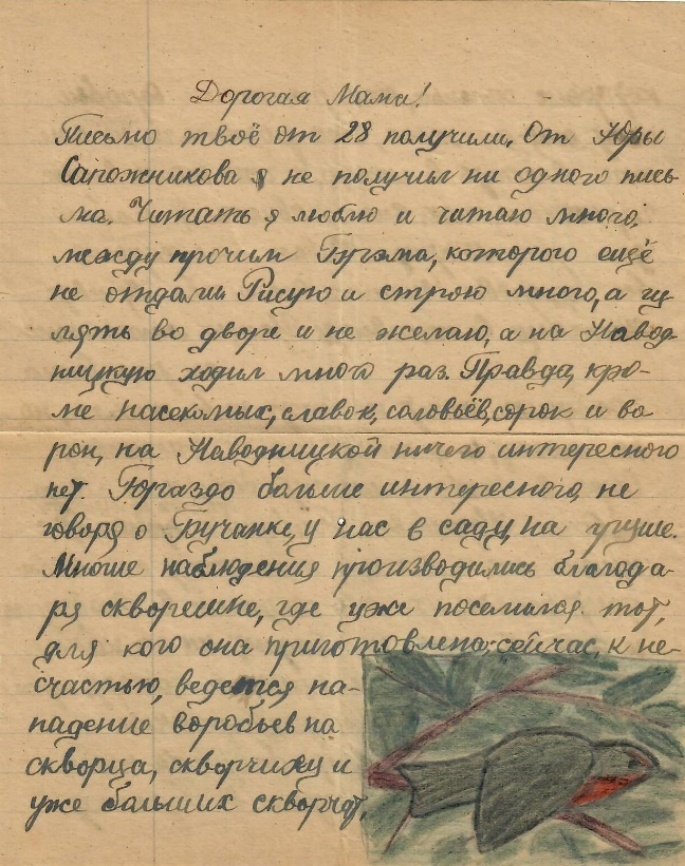 Дорогая Мама!
Письмо твоё от 28 получили. От Юры
Сапожникова я не получил ни одного пись-
ма. Читать я люблю и читаю много,
между прочим Бргэма, которого ещё
не отдали. Рисую и строю много, а гу
лять во дворе и не желаю, а на Навод-
ницкую ходил много раз. Правда, кро-
ме насекомых, славок, соловьёв, сорок и во
рон, на Наводницкой ничего интересного
нет. Гораздо больше интересного, не
говоря о Бучанке, у нас в саду, на груше.
Многие наблюдения производились благода-
ря скворешне, где уже поселился тот,
для кого она приготовлена: сейчас, к не-
счастью, ведется на-
падение воробьев на
скворца, скворчиху и
уже больших скворчат,